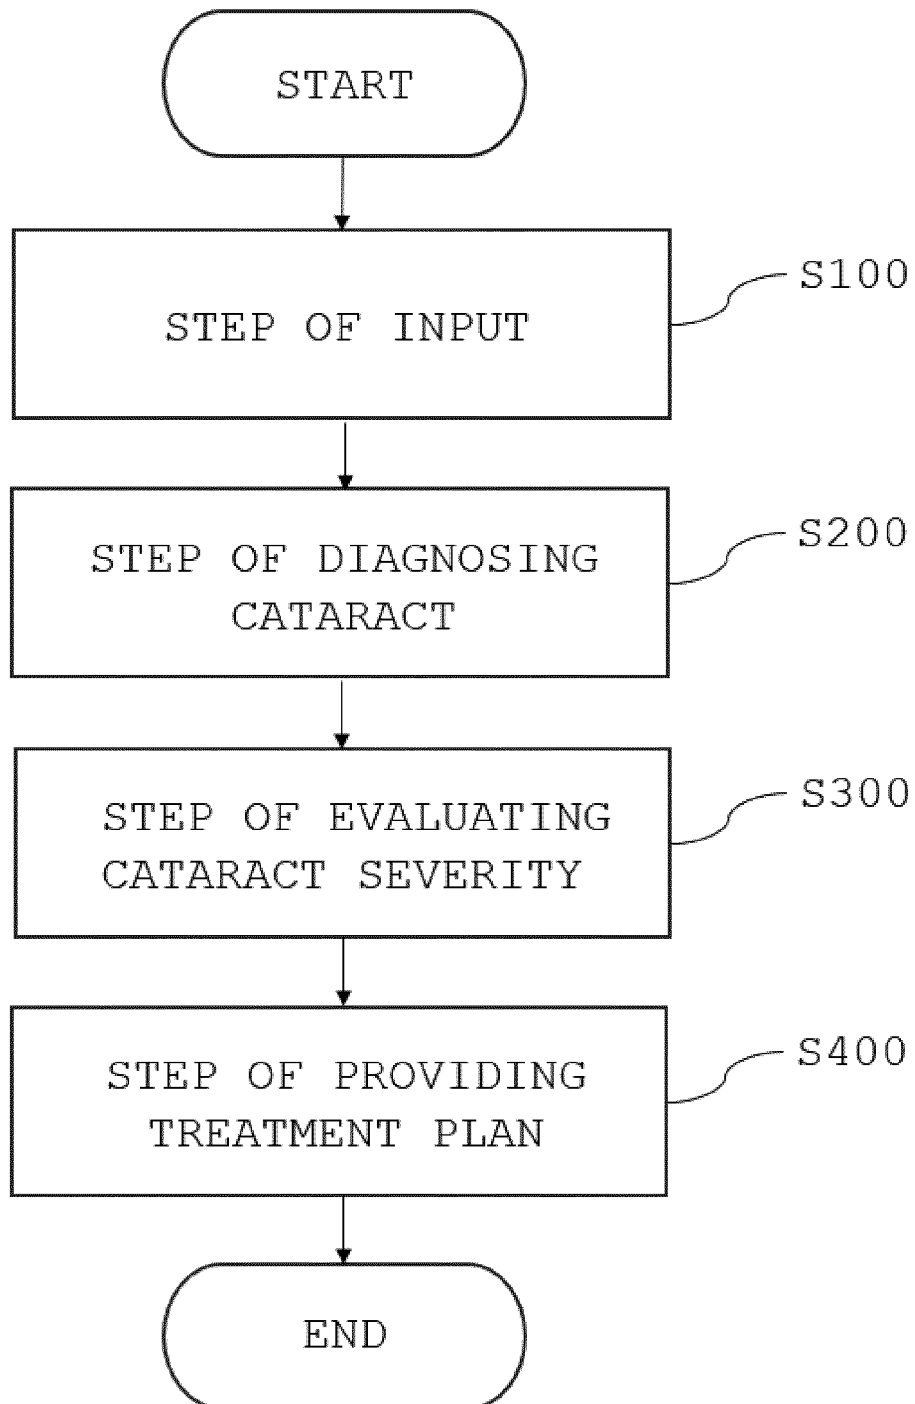 START
STEP OF INPUT
S100
STEP OF DIAGNOSING
CATARACT
S200
STEP OF EVALUATING
CATARACT SEVERITY
S300
STEP OF PROVIDING
TREATMENT PLAN
S400
END